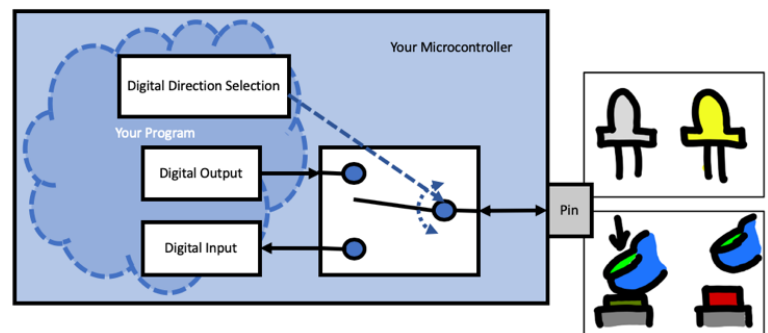 Your Microcontroller
Digital Direction Selection
Your Program
Digital Output
Pin
Digital Input